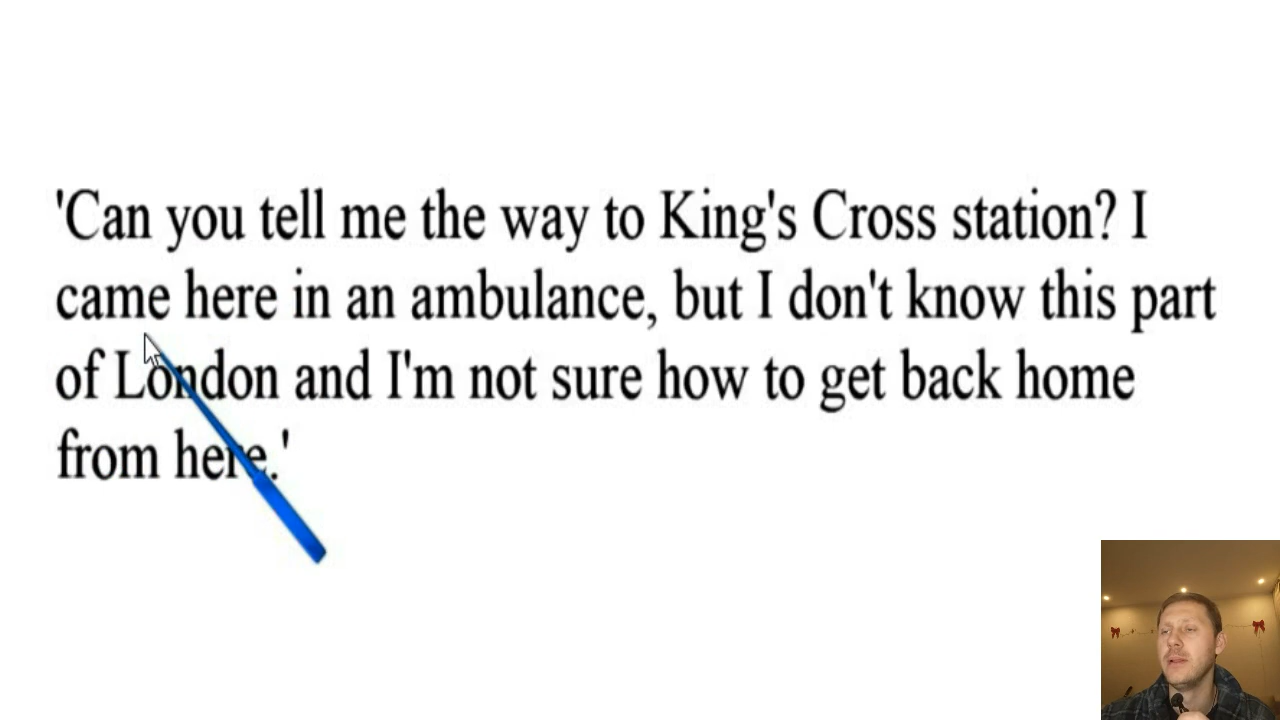 'Can you tell me the way to King's Cross station? I
came here in an ambulance, but I don't know this part
of London and I'm not sure how to get back home
from here.'